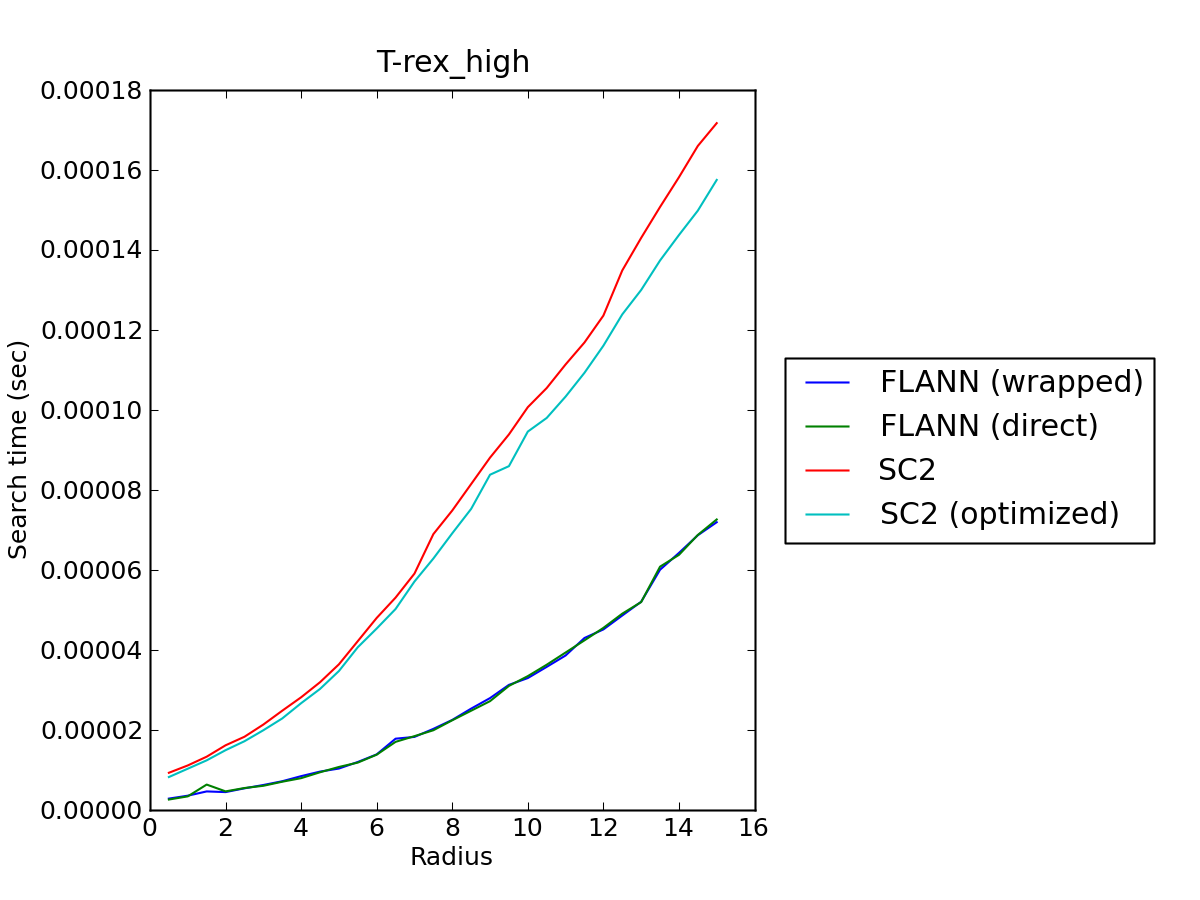 T-rex_high
0.00018
0.00016
0.00014
0.00012
0.00010
0.00008
0.00006
0.00004
0.00002
0.00000
Search time (sec)
0 2 4 6 8 10 12 14 16
Radius
FLANN (wrapped)
FLANN (direct)
SC2
SC2 (optimized)